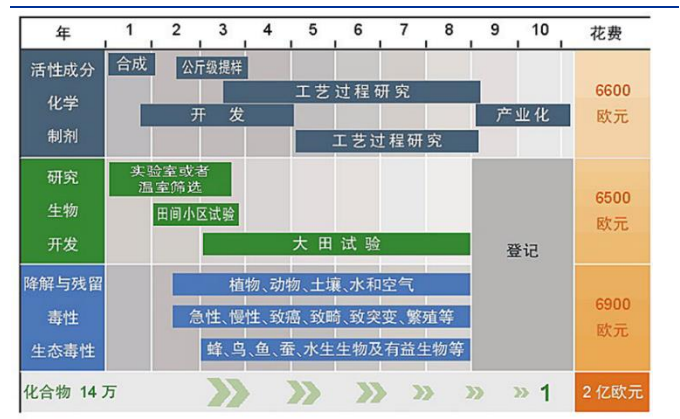 年 1 2 3 4 5 6 7 8 9 10 花费
活性成分
化学
制剂
合成 公斤级提样
工艺过程研究
开发 产业化
工艺过程研究
6600
欧元
研究
生物
开发
实验室或者
温室筛选
田间小区试验
大田试验
登记
6500
欧元
降解与残留
毒性
生态毒性
植物、动物、土壤、水和空气
急性、慢性、致癌、致畸、致突变、繁殖等
蜂、鸟、鱼、蚕、水生生物及有益生物等
6900
欧元
化合物 14 万 1 2 亿欧元